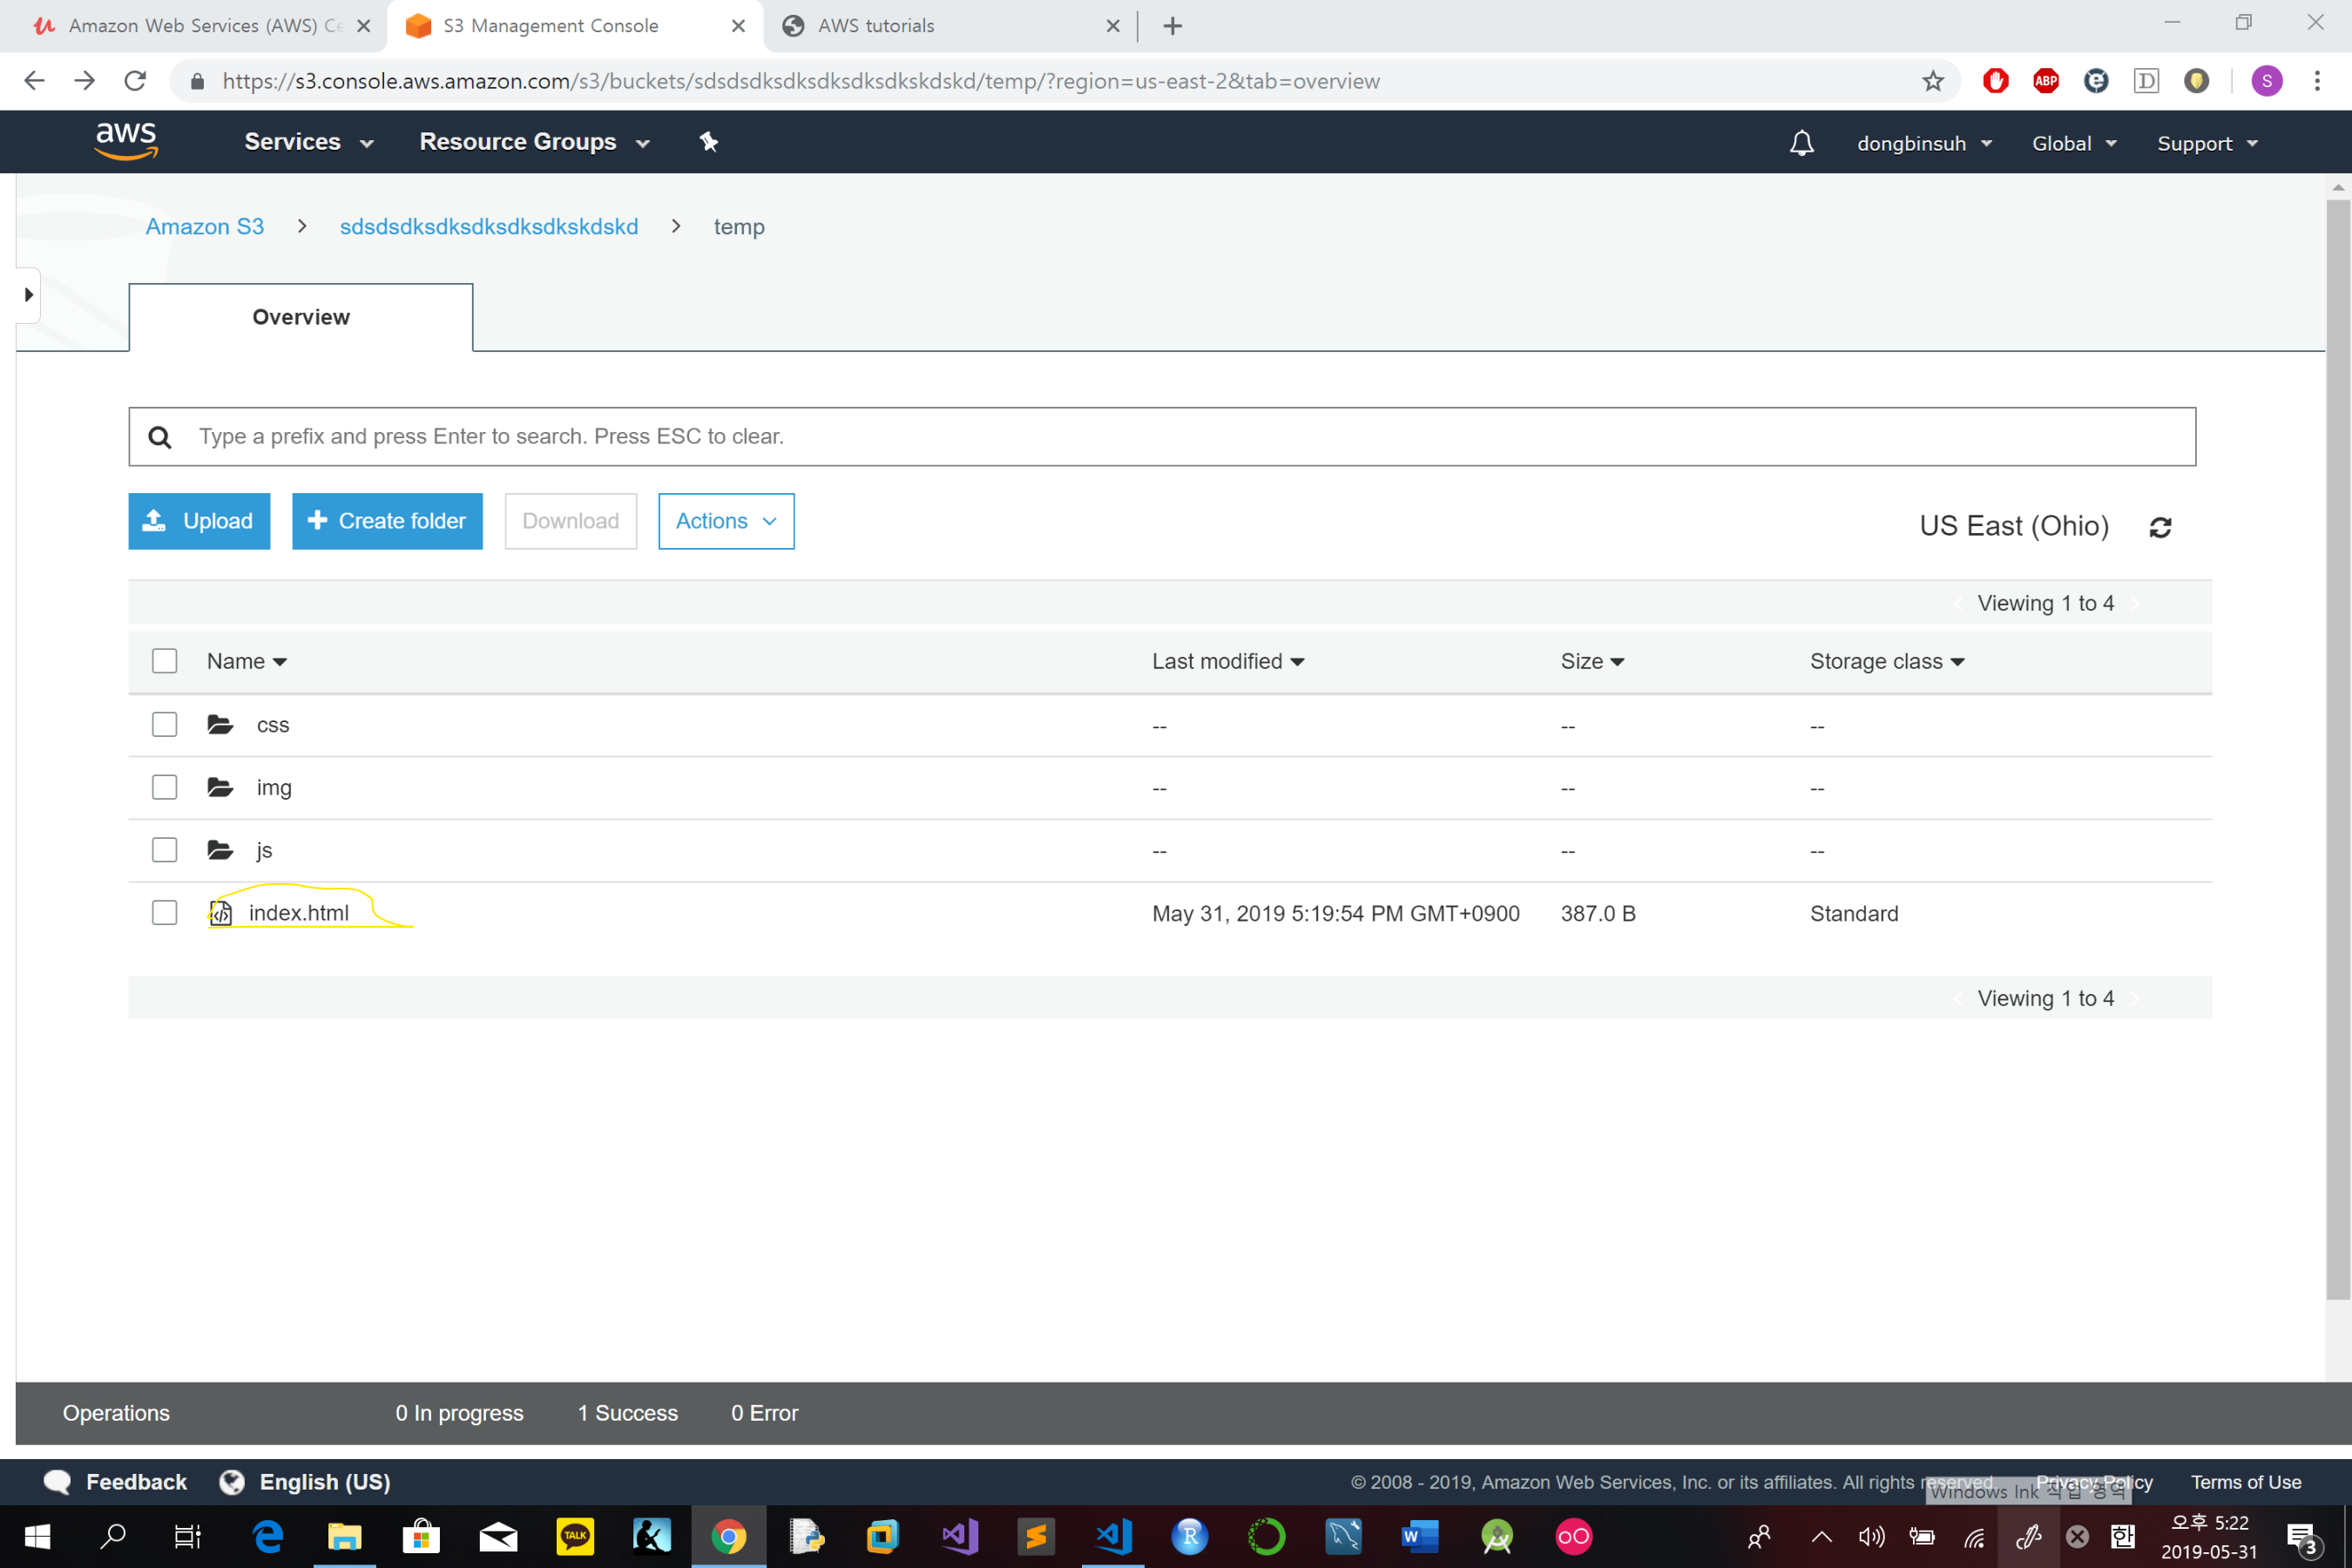 Amazon Web Services (AWS) Ce
S3 Management Console
AWS tutorials
https://s3.console.aws.amazon.com/s3/buckets/sdsdsdksdksdksdksdkskdskd/temp/?region=us-east-2&tab=overview
ABP
D
S
aws
Services
Resource Groups
dongbinsuh
Global
Support
Amazon S3 > sdsdsdksdksdksdksdkskdskd > temp
Overview
Type a prefix and press Enter to search. Press ESC to clear.
Upload
Create folder
Download
Actions
US East (Ohio)
Viewing 1 to 4
Name Last modified Size Storage class
css -- -- --
img -- -- --
js -- -- --
index.html May 31, 2019 5:19:54 PM GMT+0900 387.0 B Standard
Viewing 1 to 4
Operations 0 In progress 1 Success 0 Error
Feedback English (US)
© 2008 - 2019, Amazon Web Services, Inc. or its affiliates. All rights reserved. Privacy Policy Terms of Use
Windows Ink 작업 영역
TALK
R
W
한
오후 5:22
2019-05-31
3